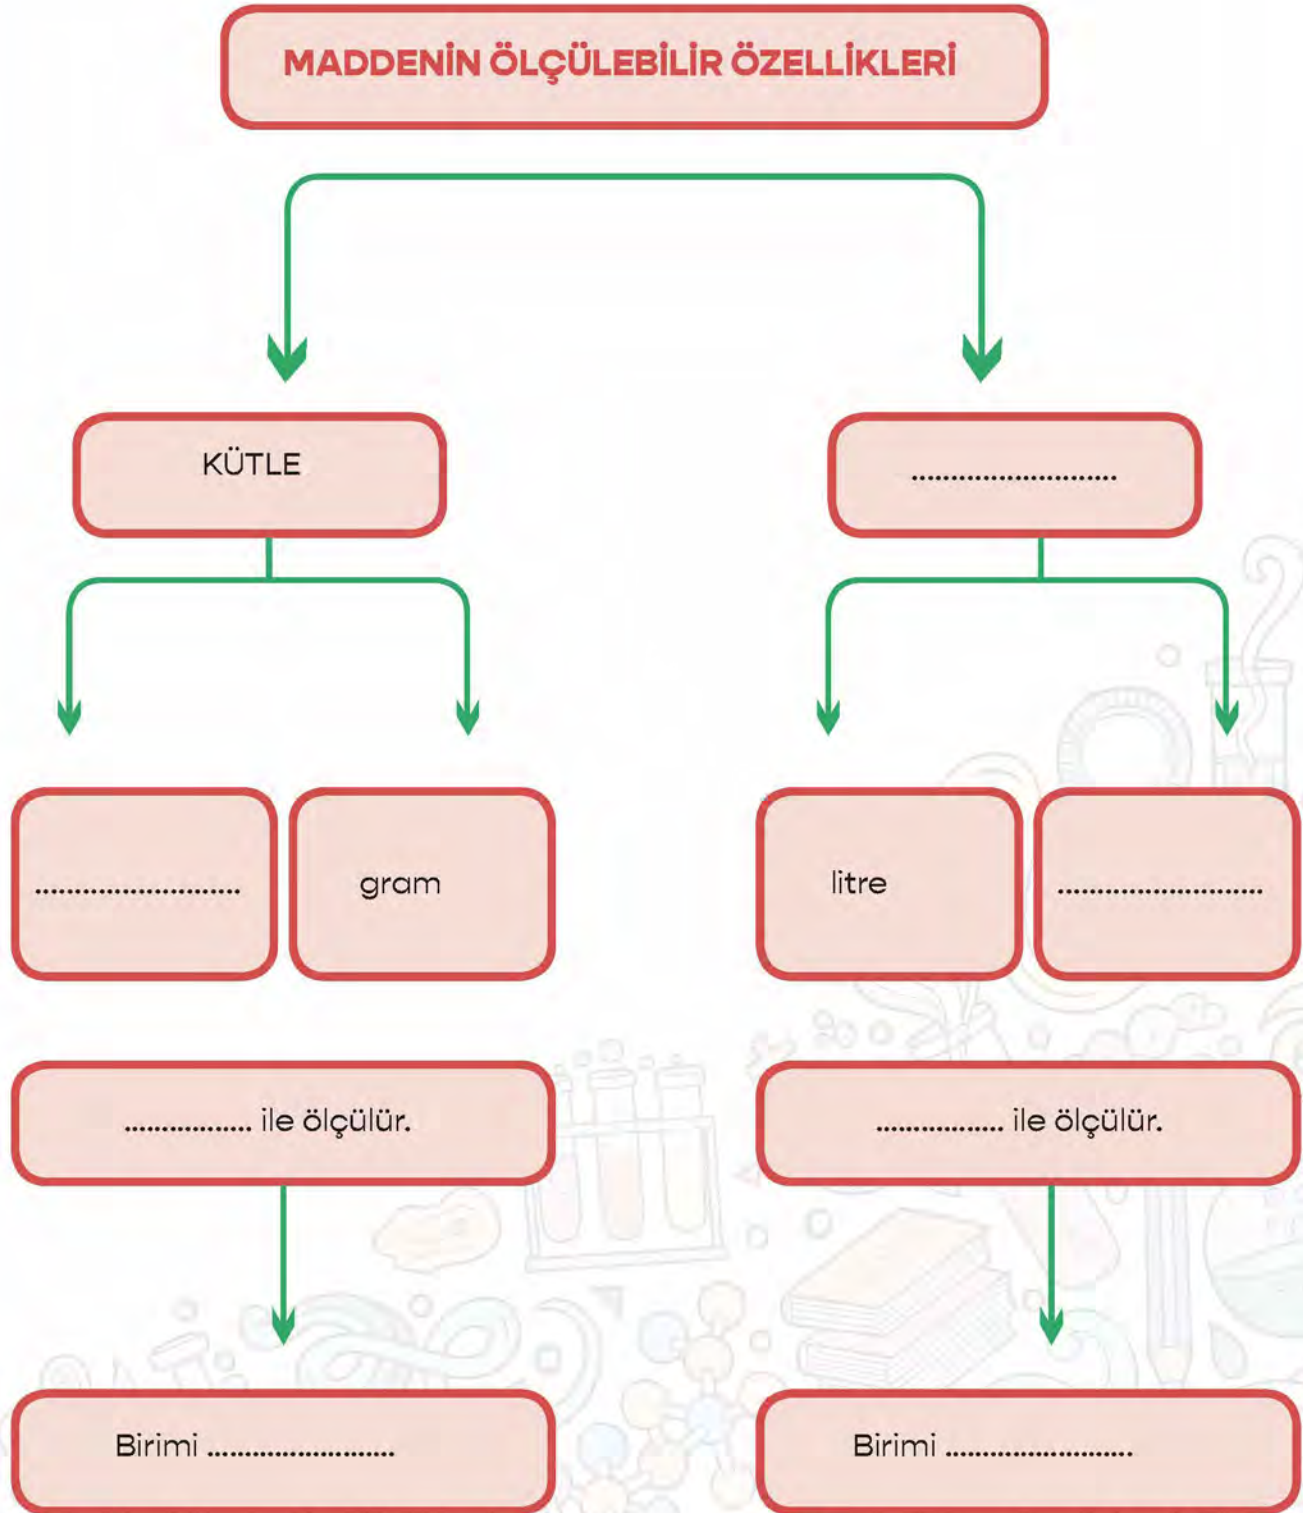 MADDENİN ÖLÇÜLEBİLİR ÖZELLİKLERİ
KÜTLE
..........................
..........................
gram
litre
..........................
................ ile ölçülür.
................ ile ölçülür.
Birimi ........................
Birimi ........................